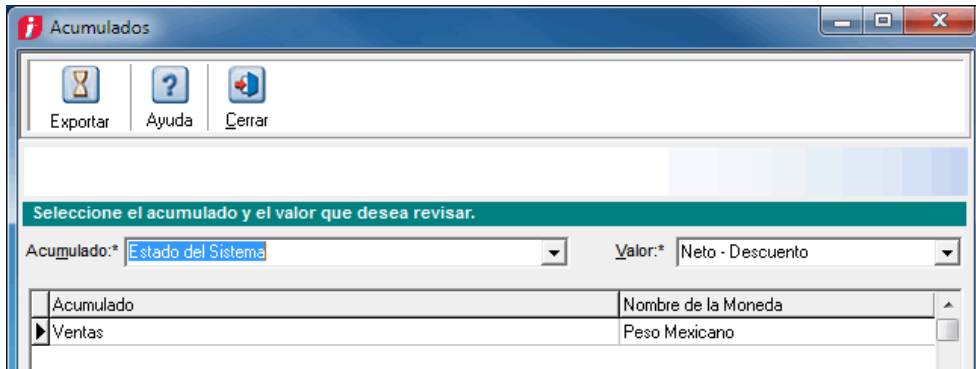 Acumulados
Exportar Ayuda Cerrar
Seleccione el acumulado y el valor que desea revisar.
Acumulado:* Estado del Sistema Valor:* Neto - Descuento
Acumulado Nombre de la Moneda
Ventas Peso Mexicano